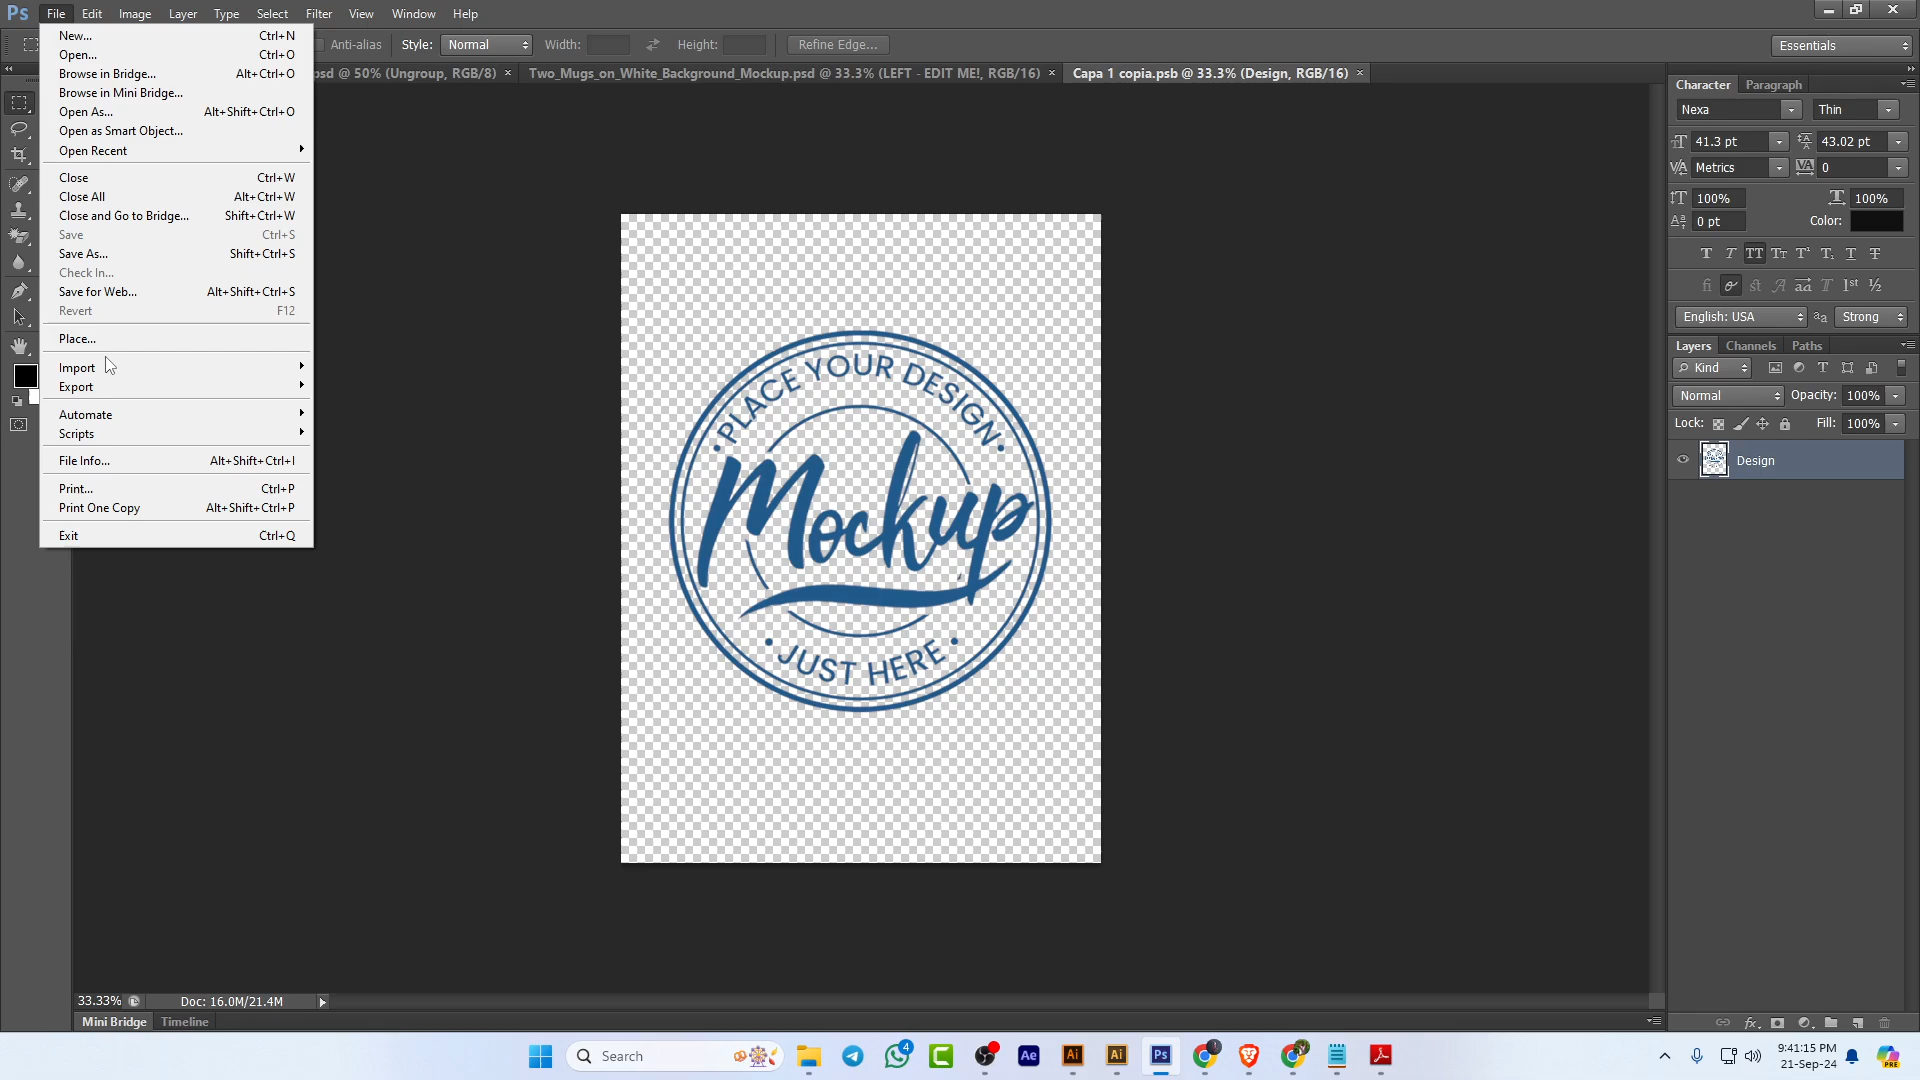 Ps File Edit Image Layer Type Select Filter View Window Help
Anti-alias Style: Normal Width: Height: Refine Edge... Essentials
psd @ 50% (Ungroup, RGB/8) × Two_Mugs_on_White_Background_Mockup.psd @ 33.3% (LEFT - EDIT ME!, RGB/16) × Capa 1 copia.psb @ 33.3% (Design, RGB/16) ×
New... Ctrl+N
Open... Ctrl+O
Browse in Bridge... Alt+Ctrl+O
Browse in Mini Bridge...
Open As... Alt+Shift+Ctrl+O
Open as Smart Object...
Open Recent
Close Ctrl+W
Close All Alt+Ctrl+W
Close and Go to Bridge... Shift+Ctrl+W
Save Ctrl+S
Save As... Shift+Ctrl+S
Check In...
Save for Web... Alt+Shift+Ctrl+S
Revert F12
Place...
Import
Export
Automate
Scripts
File Info... Alt+Shift+Ctrl+I
Print... Ctrl+P
Print One Copy Alt+Shift+Ctrl+P
Exit Ctrl+Q
PLACE YOUR DESIGN
Mockup
JUST HERE
Character Paragraph
Nexa Thin
41.3 pt 43.02 pt
Metrics 0
100% 100%
0 pt Color:
English: USA Strong
Layers Channels Paths
Kind
Normal Opacity: 100%
Lock: Fill: 100%
Design
33.33% Doc: 16.0M/21.4M
Mini Bridge Timeline
Search 4 Ae Ai Ai Ps
9:41:15 PM
21-Sep-24
PRE